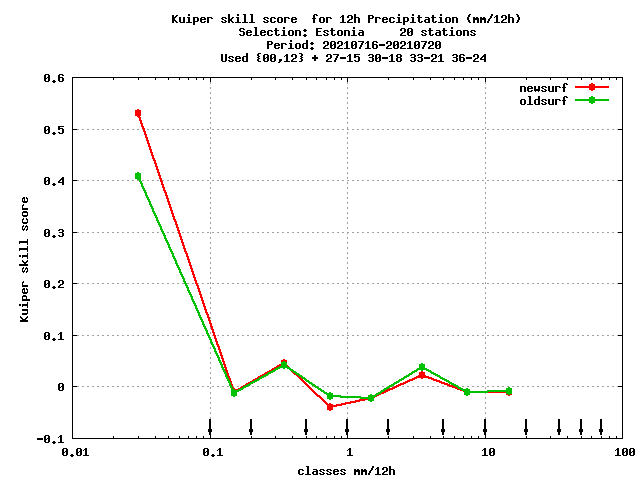 Kuiper skill score  for 12h Precipitation (mm/12h)
Selection: Estonia     20 stations
Period: 20210716-20210720
Used {00,12} + 27-15 30-18 33-21 36-24
newsurf
oldsurf
Kuiper skill score
0.6
0.5
0.4
0.3
0.2
0.1
0
-0.1
0.01 0.1 1 10 100
classes mm/12h